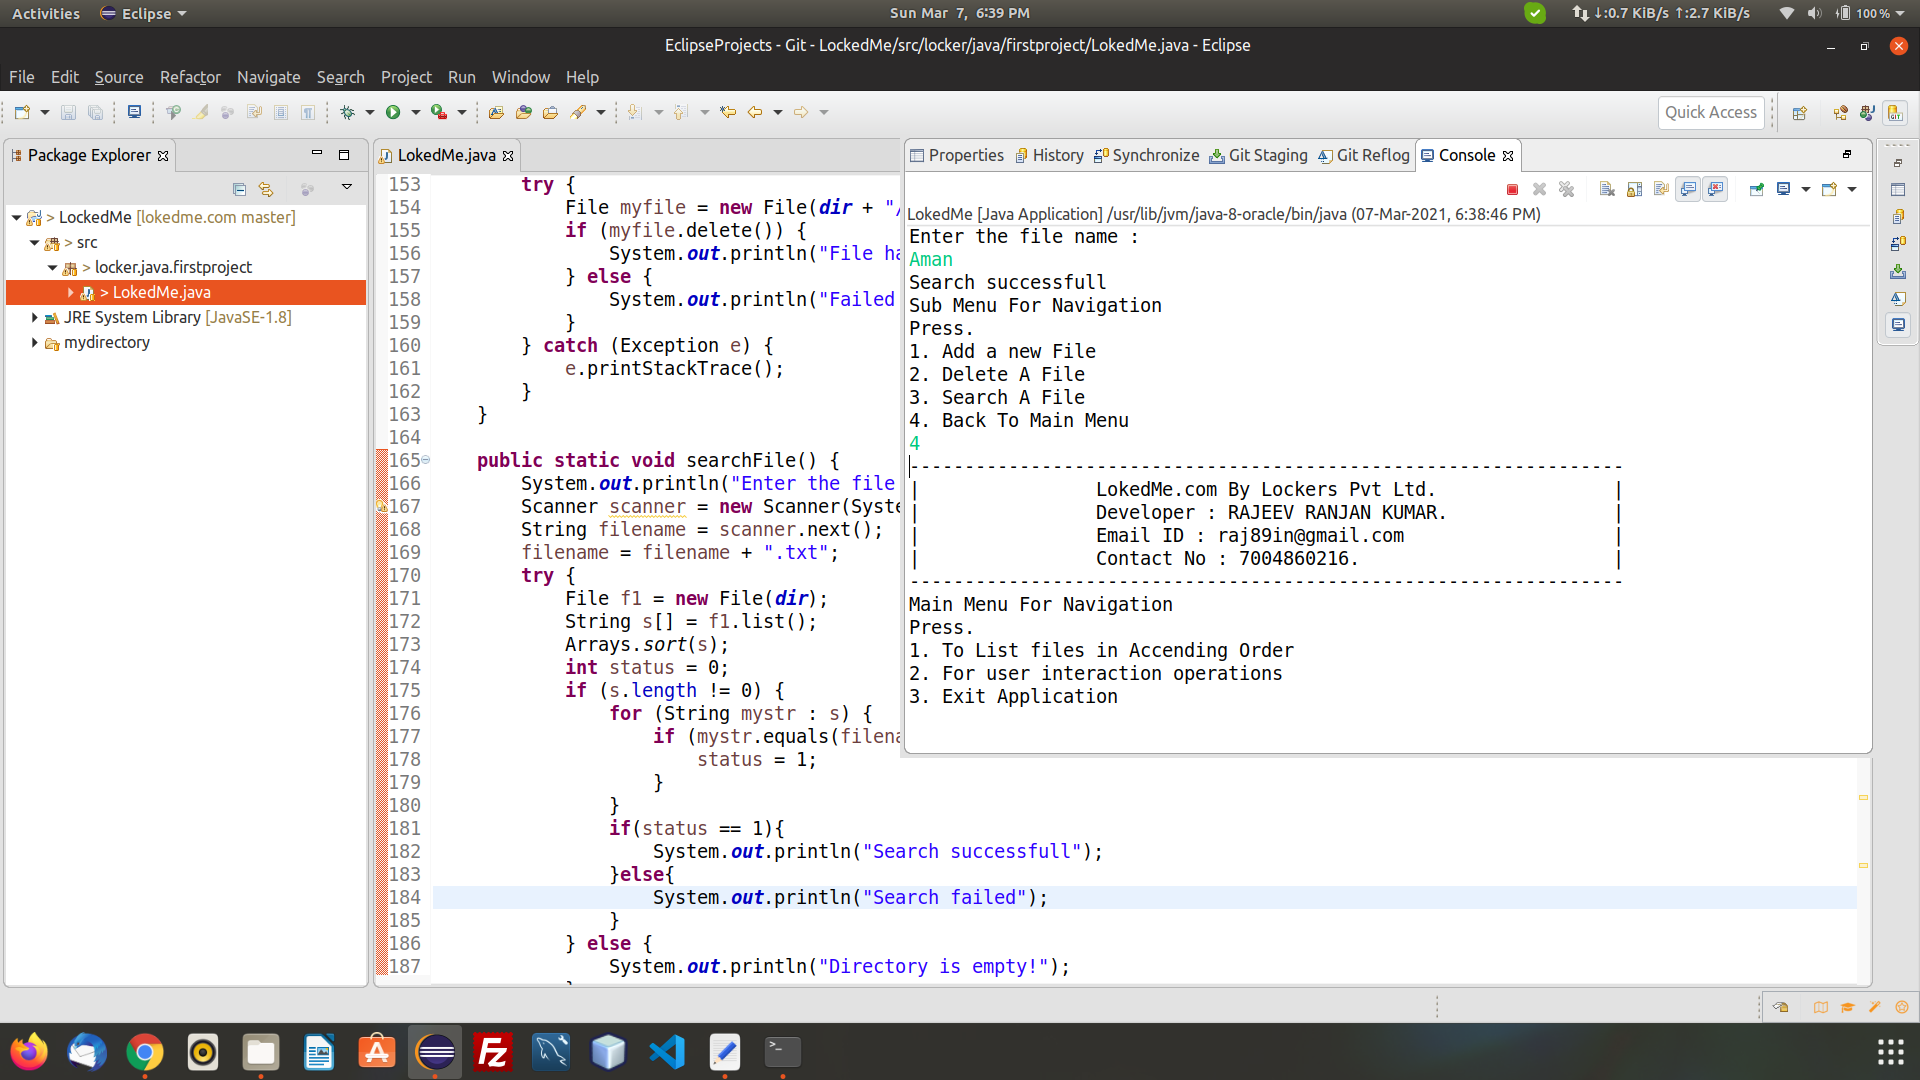 Activities Eclipse Sun Mar 7, 6:39 PM ↓:0.7 KiB/s ↑:2.7 KiB/s 100 %
EclipseProjects - Git - LockedMe/src/locker/java/firstproject/LokedMe.java - Eclipse
File Edit Source Refactor Navigate Search Project Run Window Help
Quick Access
Package Explorer
> LockedMe [lokedme.com master]
> src
> locker.java.firstproject
> LokedMe.java
JRE System Library [JavaSE-1.8]
mydirectory
LokedMe.java
153 try {
154 File myfile = new File(dir + "/
155 if (myfile.delete()) {
156 System.out.println("File ha
157 } else {
158 System.out.println("Failed
159 }
160 } catch (Exception e) {
161 e.printStackTrace();
162 }
163 }
164
165 public static void searchFile() {
166 System.out.println("Enter the file
167 Scanner scanner = new Scanner(Syste
168 String filename = scanner.next();
169 filename = filename + ".txt";
170 try {
171 File f1 = new File(dir);
172 String s[] = f1.list();
173 Arrays.sort(s);
174 int status = 0;
175 if (s.length != 0) {
176 for (String mystr : s) {
177 if (mystr.equals(filena
178 status = 1;
179 }
180 }
181 if(status == 1){
182 System.out.println("Search successfull");
183 }else{
184 System.out.println("Search failed");
185 }
186 } else {
187 System.out.println("Directory is empty!");
Properties History Synchronize Git Staging Git Reflog Console
LokedMe [Java Application] /usr/lib/jvm/java-8-oracle/bin/java (07-Mar-2021, 6:38:46 PM)
Enter the file name :
Aman
Search successfull
Sub Menu For Navigation
Press.
1. Add a new File
2. Delete A File
3. Search A File
4. Back To Main Menu
4
-----------------------------------------------------------------
| LokedMe.com By Lockers Pvt Ltd. |
| Developer : RAJEEV RANJAN KUMAR. |
| Email ID : raj89in@gmail.com |
| Contact No : 7004860216. |
-----------------------------------------------------------------
Main Menu For Navigation
Press.
1. To List files in Accending Order
2. For user interaction operations
3. Exit Application